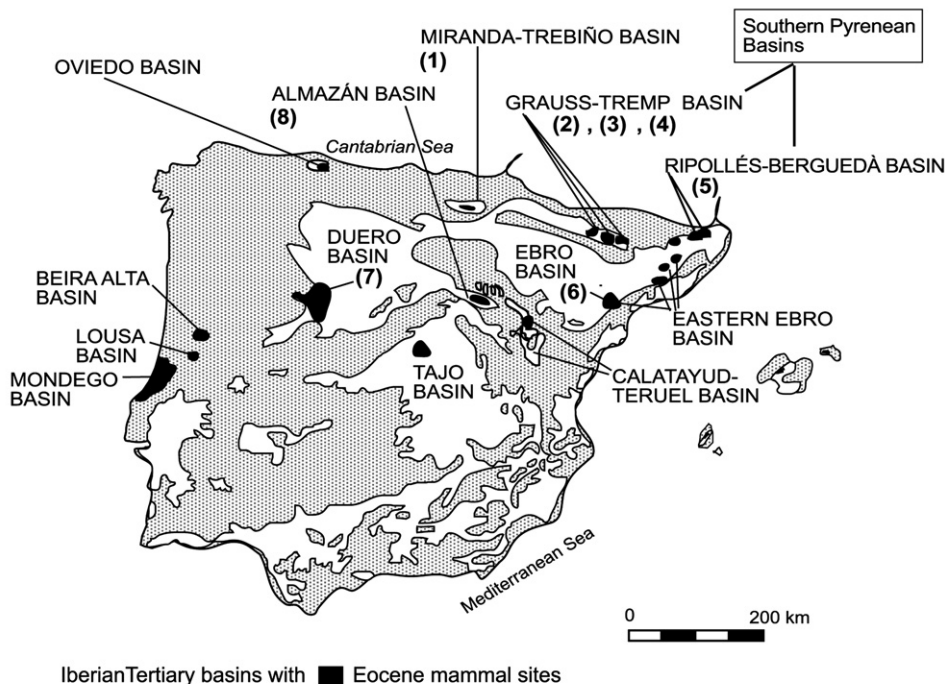 Southern Pyrenean
Basins
MIRANDA-TREBIÑO BASIN
(1)
OVIEDO BASIN
ALMAZÁN BASIN
(8)
GRAUSS-TREMP BASIN
(2) , (3) , (4)
Cantabrian Sea
RIPOLLÉS-BERGUEDÀ BASIN
(5)
DUERO
BASIN
(7)
EBRO
BASIN
(6)
BEIRA ALTA
BASIN
LOUSA
BASIN
MONDEGO
BASIN
EASTERN EBRO
BASIN
TAJO
BASIN
CALATAYUD-
TERUEL BASIN
Mediterranean Sea
0 200 km
IberianTertiary basins with Eocene mammal sites